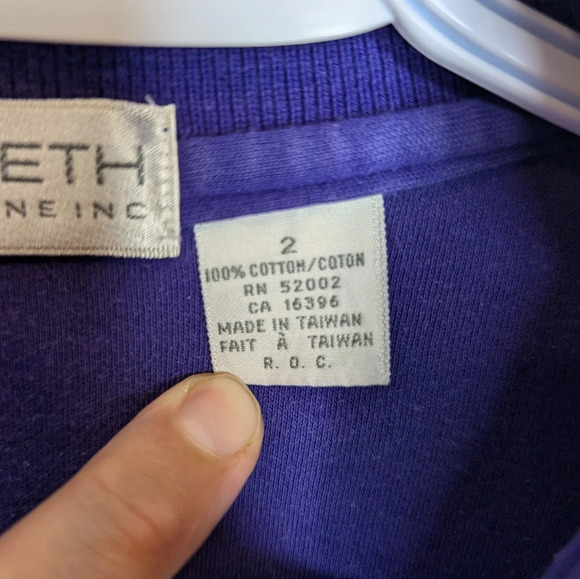 ETH
NE INC
2
100% COTTON/COTON
RN 52002
CA 16396
MADE IN TAIWAN
FAIT À TAIWAN
R. O. C.